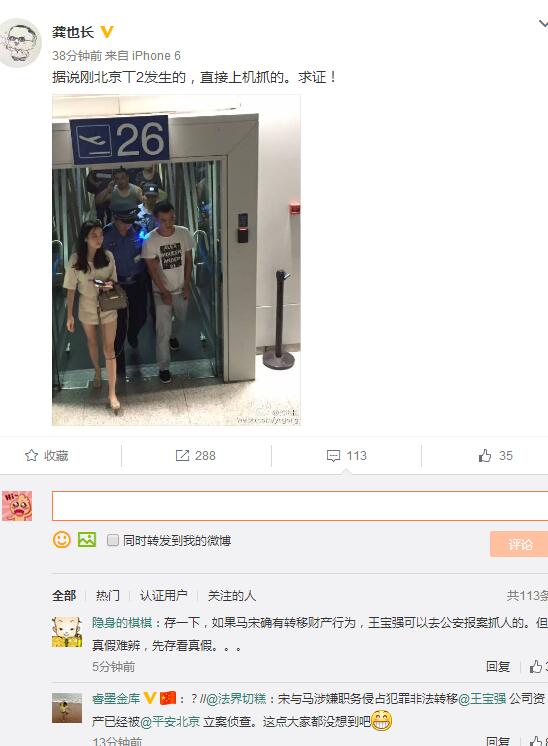 龚也长
38分钟前 来自 iPhone 6
据说刚北京丅2发生的，直接上机抓的。求证！
26
收藏
288
113
35
同时转发到我的微博
评论
全部 热门 认证用户 关注的人 共113条
隐身的棋棋：存一下，如果马宋确有转移财产行为，王宝强可以去公安报案抓人的。但
真假难辨，先存看真假。。。
5分钟前 回复 3
睿墨金库 ：？//@法界切糕：宋与马涉嫌职务侵占犯罪非法转移@王宝强 公司资
产已经被@平安北京 立案侦查。这点大家都没想到吧
13分钟前 回复 8